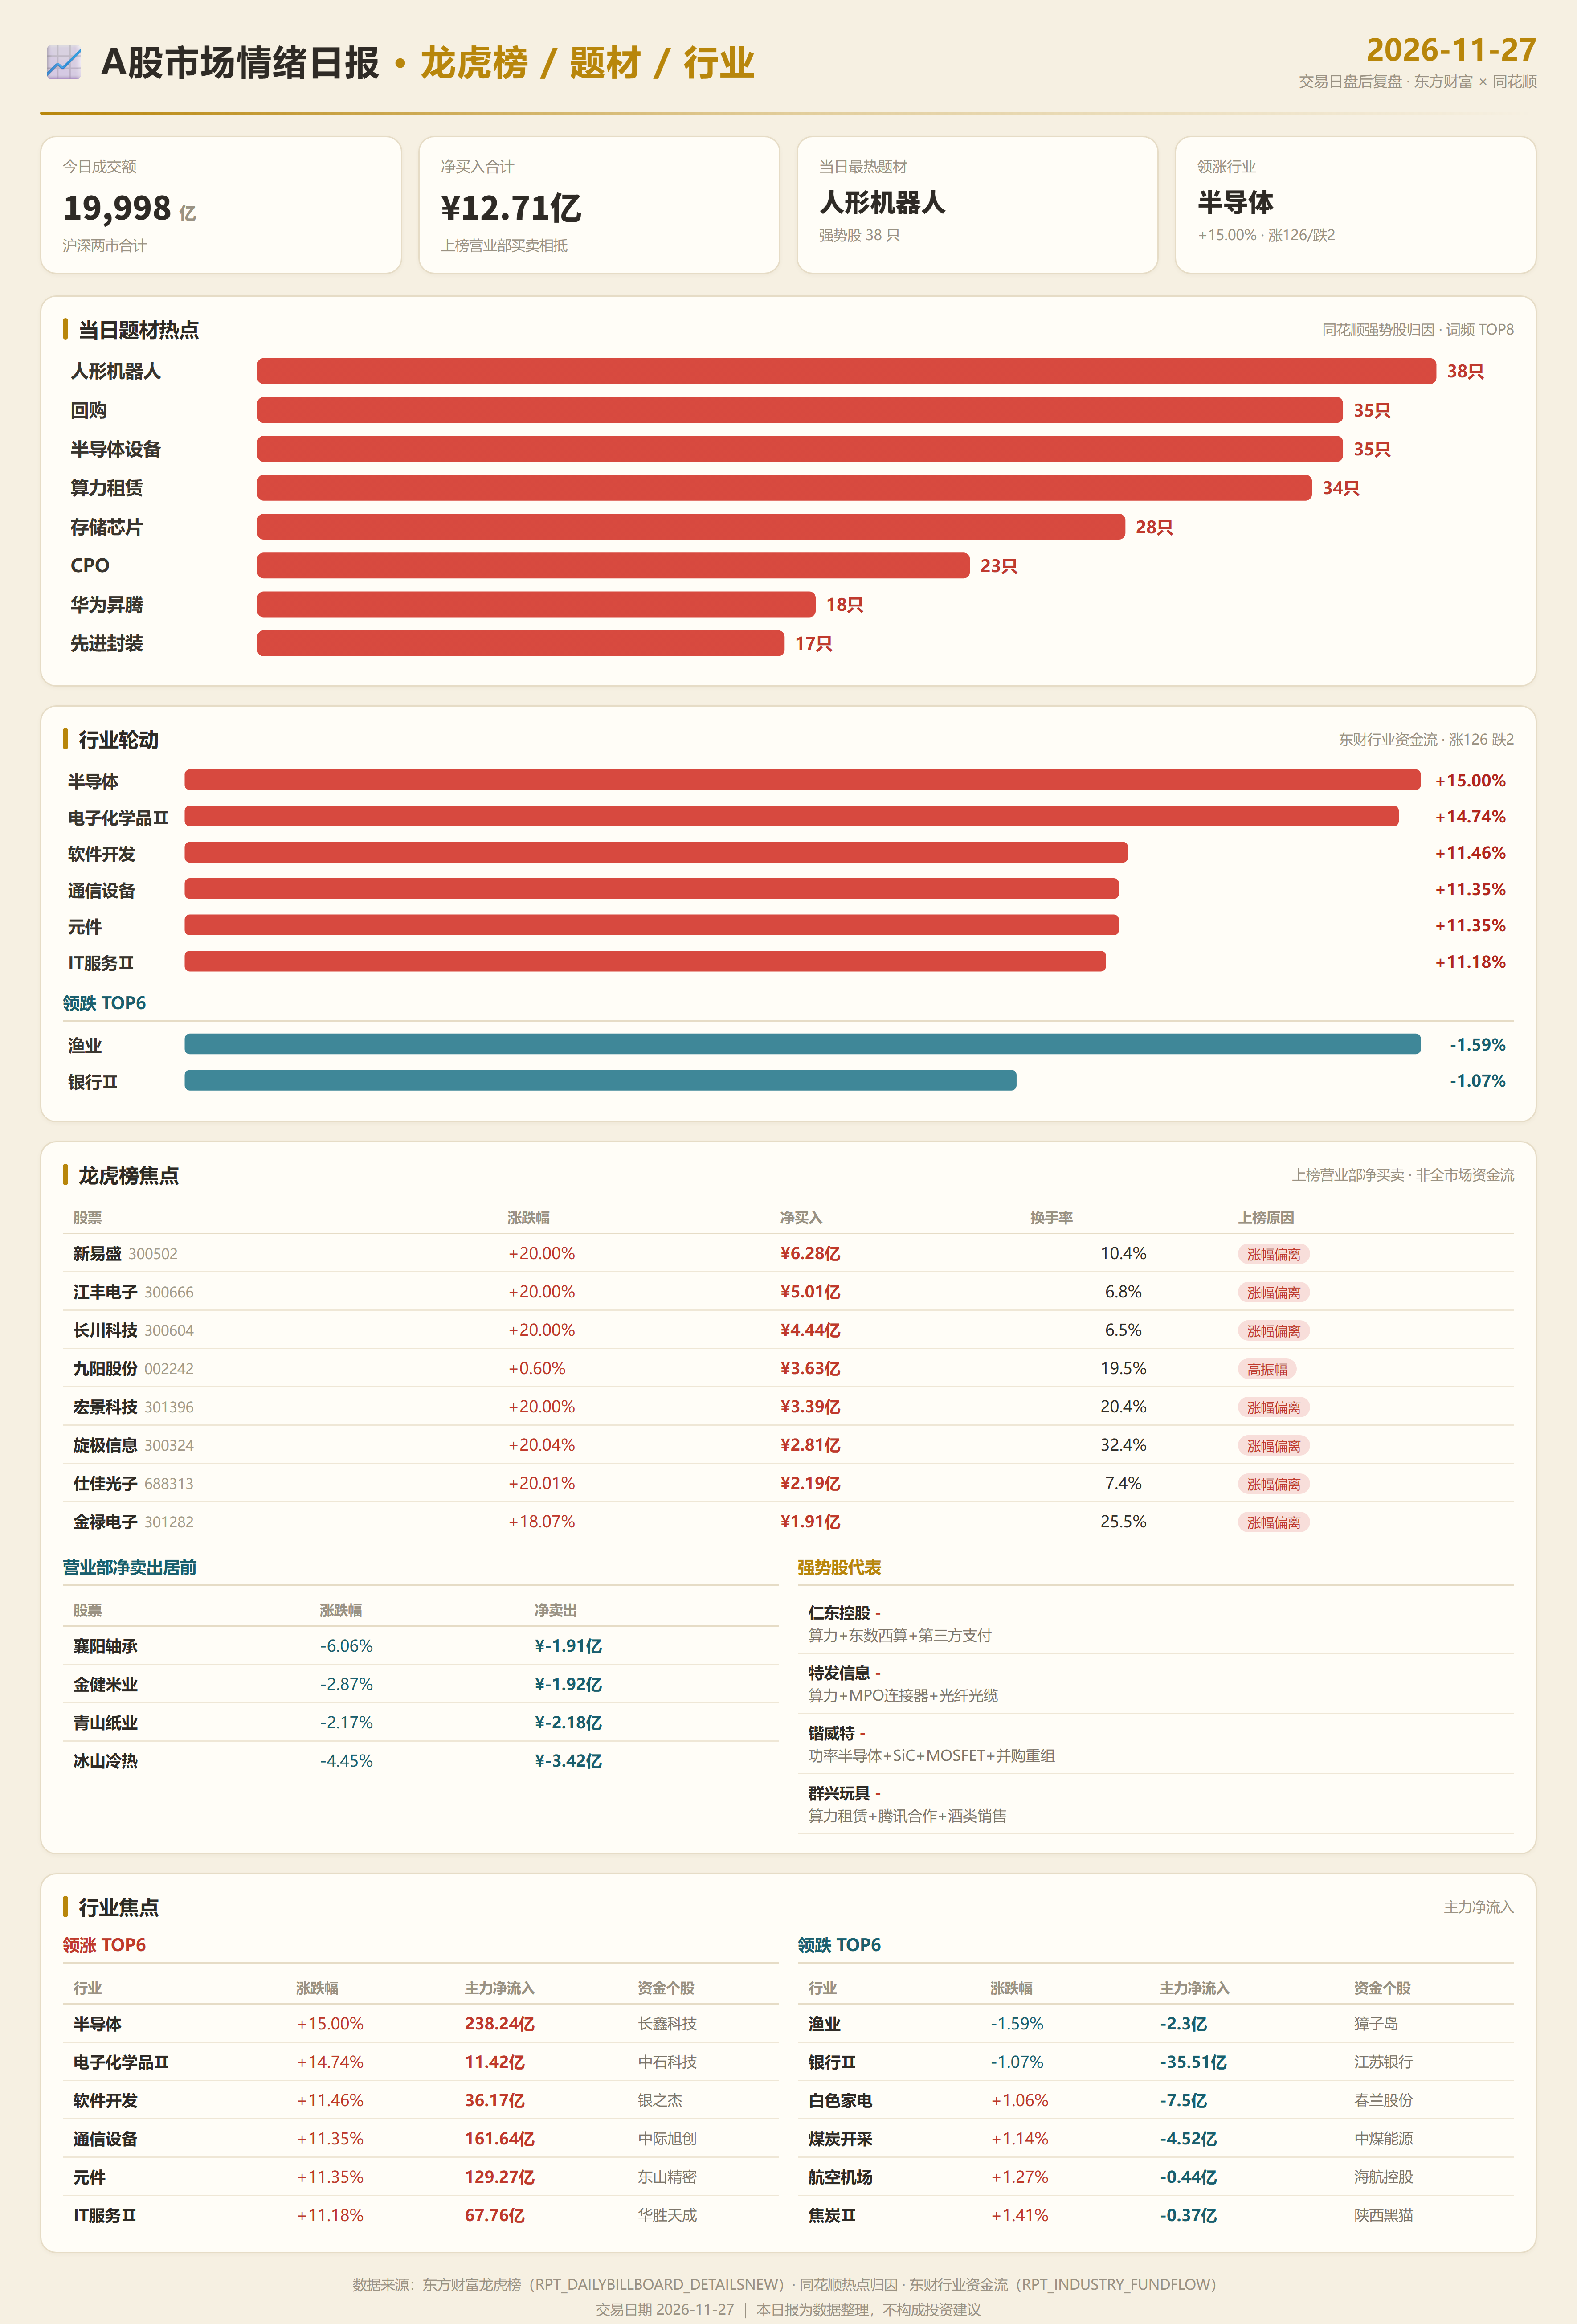 A股市场情绪日报 · 龙虎榜 / 题材 / 行业
2026-11-27
交易日盘后复盘 · 东方财富 × 同花顺
今日成交额
19,998 亿
沪深两市合计
净买入合计
¥12.71亿
上榜营业部买卖相抵
当日最热题材
人形机器人
强势股 38 只
领涨行业
半导体
+15.00% · 涨126/跌2
当日题材热点
同花顺强势股归因 · 词频 TOP8
人形机器人 38只
回购 35只
半导体设备 35只
算力租赁 34只
存储芯片 28只
CPO 23只
华为昇腾 18只
先进封装 17只
行业轮动
东财行业资金流 · 涨126 跌2
半导体 +15.00%
电子化学品Ⅱ +14.74%
软件开发 +11.46%
通信设备 +11.35%
元件 +11.35%
IT服务Ⅱ +11.18%
领跌 TOP6
渔业 -1.59%
银行Ⅱ -1.07%
龙虎榜焦点
上榜营业部净买卖 · 非全市场资金流
股票 涨跌幅 净买入 换手率 上榜原因
新易盛 300502 +20.00% ¥6.28亿 10.4% 涨幅偏离
江丰电子 300666 +20.00% ¥5.01亿 6.8% 涨幅偏离
长川科技 300604 +20.00% ¥4.44亿 6.5% 涨幅偏离
九阳股份 002242 +0.60% ¥3.63亿 19.5% 高振幅
宏景科技 301396 +20.00% ¥3.39亿 20.4% 涨幅偏离
旋极信息 300324 +20.04% ¥2.81亿 32.4% 涨幅偏离
仕佳光子 688313 +20.01% ¥2.19亿 7.4% 涨幅偏离
金禄电子 301282 +18.07% ¥1.91亿 25.5% 涨幅偏离
营业部净卖出居前
股票 涨跌幅 净卖出
襄阳轴承 -6.06% ¥-1.91亿
金健米业 -2.87% ¥-1.92亿
青山纸业 -2.17% ¥-2.18亿
冰山冷热 -4.45% ¥-3.42亿
强势股代表
仁东控股 -
算力+东数西算+第三方支付
特发信息 -
算力+MPO连接器+光纤光缆
锴威特 -
功率半导体+SiC+MOSFET+并购重组
群兴玩具 -
算力租赁+腾讯合作+酒类销售
行业焦点
主力净流入
领涨 TOP6
行业 涨跌幅 主力净流入 资金个股
半导体 +15.00% 238.24亿 长鑫科技
电子化学品Ⅱ +14.74% 11.42亿 中石科技
软件开发 +11.46% 36.17亿 银之杰
通信设备 +11.35% 161.64亿 中际旭创
元件 +11.35% 129.27亿 东山精密
IT服务Ⅱ +11.18% 67.76亿 华胜天成
领跌 TOP6
行业 涨跌幅 主力净流入 资金个股
渔业 -1.59% -2.3亿 獐子岛
银行Ⅱ -1.07% -35.51亿 江苏银行
白色家电 +1.06% -7.5亿 春兰股份
煤炭开采 +1.14% -4.52亿 中煤能源
航空机场 +1.27% -0.44亿 海航控股
焦炭Ⅱ +1.41% -0.37亿 陕西黑猫
数据来源：东方财富龙虎榜（RPT_DAILYBILLBOARD_DETAILSNEW）· 同花顺热点归因 · 东财行业资金流（RPT_INDUSTRY_FUNDFLOW）
交易日期 2026-11-27 ｜ 本日报为数据整理，不构成投资建议